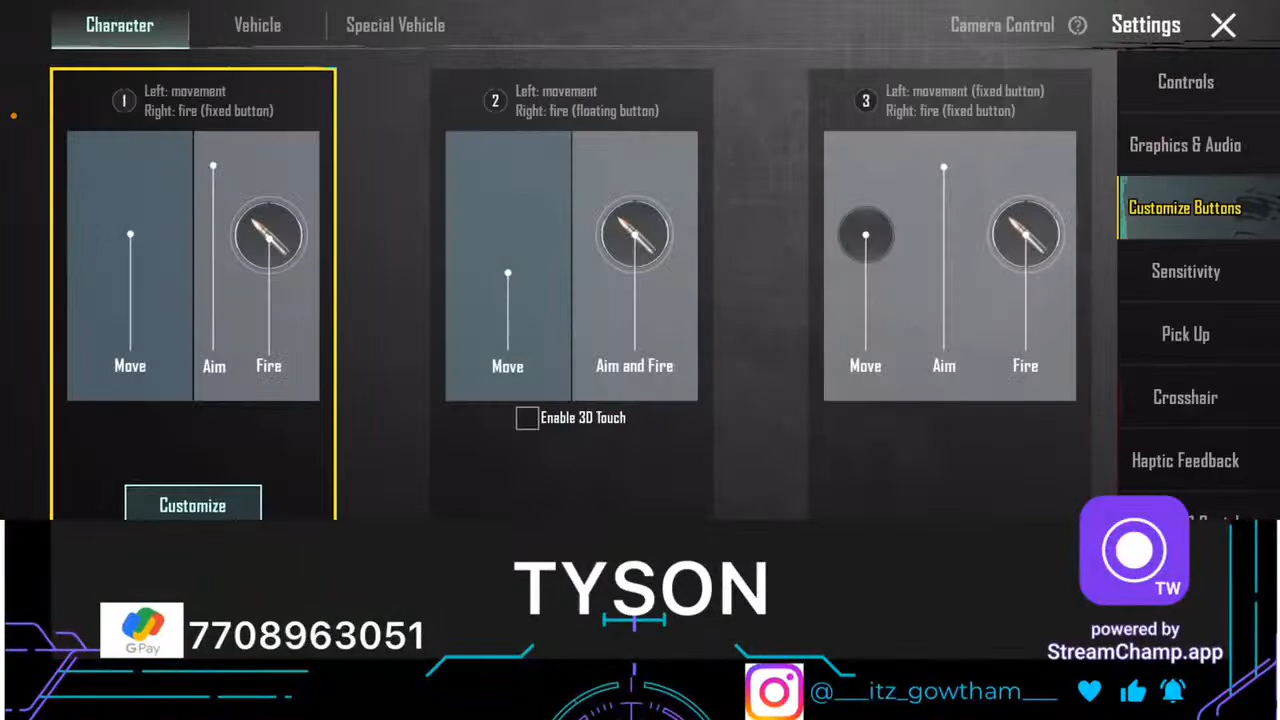 Character
Vehicle
Special Vehicle
Camera Control ?
Settings
1
Left: movement
Right: fire (fixed button)
Move
Aim
Fire
Customize
2
Left: movement
Right: fire (floating button)
Move
Aim and Fire
Enable 3D Touch
3
Left: movement (fixed button)
Right: fire (fixed button)
Move
Aim
Fire
Controls
Graphics & Audio
Customize Buttons
Sensitivity
Pick Up
Crosshair
Haptic Feedback
TYSON
G Pay
7708963051
TW
powered by
StreamChamp.app
@___itz_gowtham___